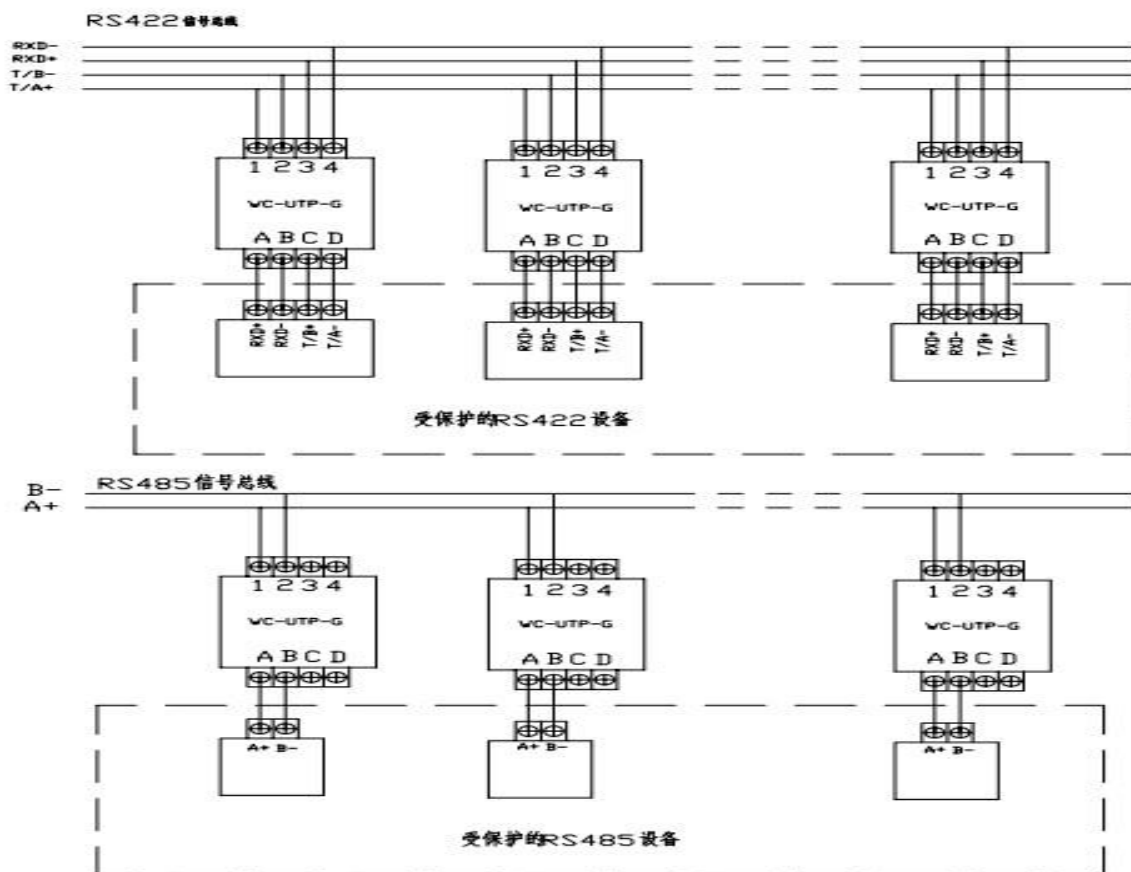 RS422信号总线
RXD-
RXD+
T/B-
T/A+
1 2 3 4
1 2 3 4
1 2 3 4
WC-UTP-G
WC-UTP-G
WC-UTP-G
A B C D
A B C D
A B C D
RXD+ RXD- T/B+ T/A-
RXD+ RXD- T/B+ T/A-
RXD+ RXD- T/B+ T/A-
受保护的RS422设备
RS485信号总线
B-
A+
1 2 3 4
1 2 3 4
1 2 3 4
WC-UTP-G
WC-UTP-G
WC-UTP-G
A B C D
A B C D
A B C D
A+ B-
A+ B-
A+ B-
受保护的RS485设备